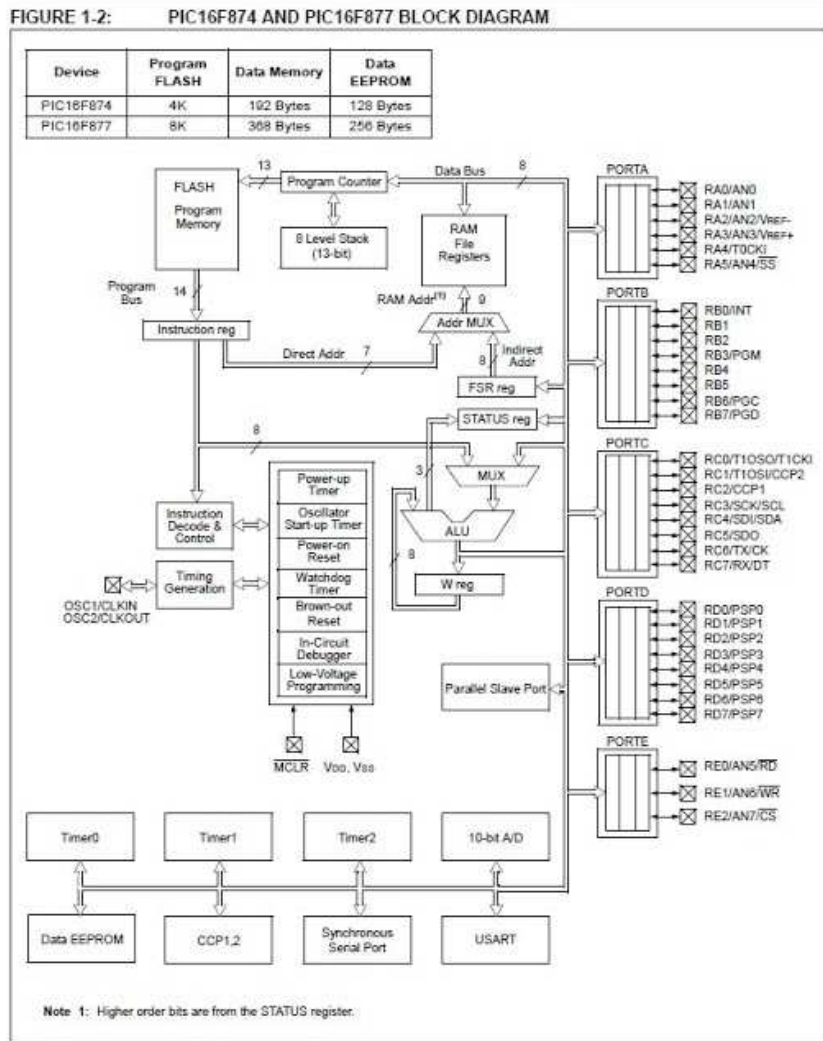 FIGURE 1-2: PIC16F874 AND PIC16F877 BLOCK DIAGRAM
Device Program FLASH Data Memory Data EEPROM
PIC16F874 4K 192 Bytes 128 Bytes
PIC16F877 8K 368 Bytes 256 Bytes
13
Data Bus
8
PORTA
FLASH
Program
Memory
Program Counter
8 Level Stack
(13-bit)
RAM
File
Registers
RA0/AN0
RA1/AN1
RA2/AN2/VREF-
RA3/AN3/VREF+
RA4/T0CKI
RA5/AN4/SS
Program
Bus
14
RAM Addr(1)
9
PORTB
Instruction reg
Addr MUX
Direct Addr
7
8
Indirect
Addr
FSR reg
RB0/INT
RB1
RB2
RB3/PGM
RB4
RB5
RB6/PGC
RB7/PGD
STATUS reg
8
3
MUX
PORTC
RC0/T1OSO/T1CKI
RC1/T1OSI/CCP2
RC2/CCP1
RC3/SCK/SCL
RC4/SDI/SDA
RC5/SDO
RC6/TX/CK
RC7/RX/DT
Power-up
Timer
Oscillator
Start-up Timer
Power-on
Reset
Watchdog
Timer
Brown-out
Reset
In-Circuit
Debugger
Low-Voltage
Programming
Instruction
Decode &
Control
Timing
Generation
OSC1/CLKIN
OSC2/CLKOUT
ALU
8
W reg
PORTD
RD0/PSP0
RD1/PSP1
RD2/PSP2
RD3/PSP3
RD4/PSP4
RD5/PSP5
RD6/PSP6
RD7/PSP7
Parallel Slave Port
MCLR
VDD, VSS
PORTE
RE0/AN5/RD
RE1/AN6/WR
RE2/AN7/CS
Timer0
Timer1
Timer2
10-bit A/D
Data EEPROM
CCP1,2
Synchronous
Serial Port
USART
Note 1: Higher order bits are from the STATUS register.